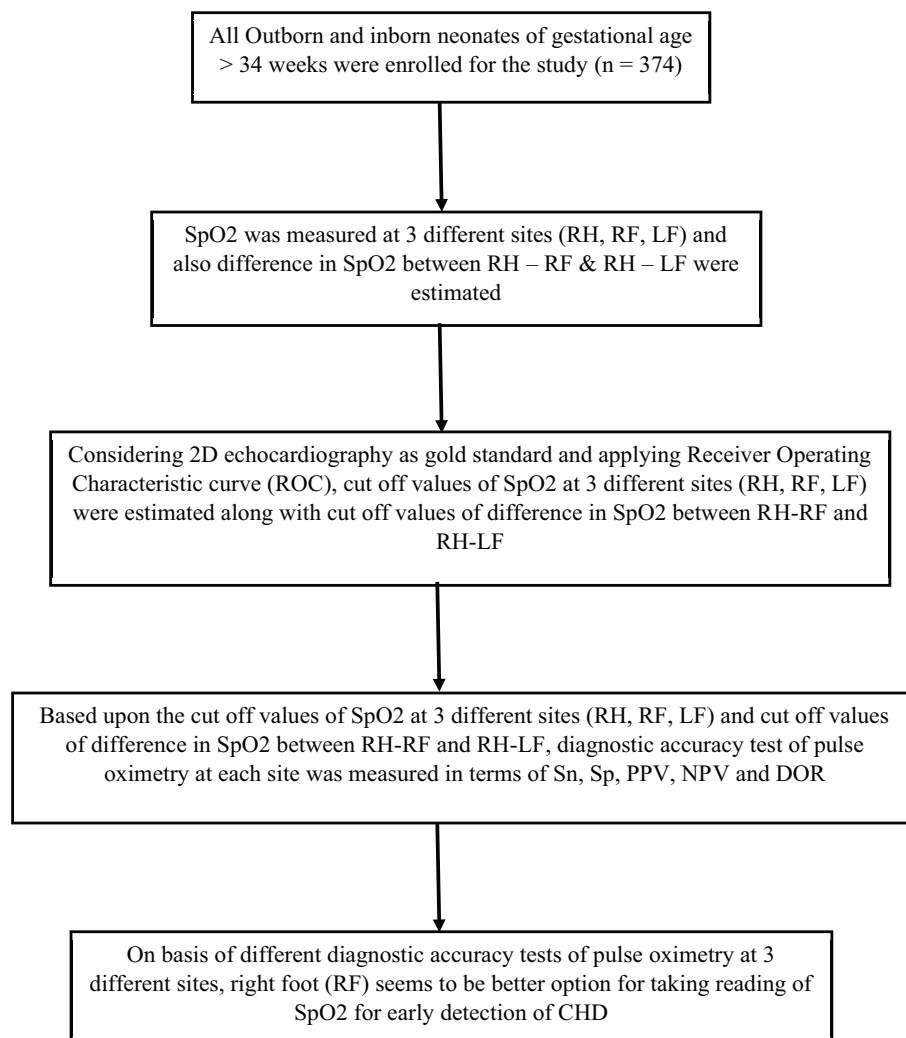 All Outborn and inborn neonates of gestational age
> 34 weeks were enrolled for the study (n = 374)
SpO2 was measured at 3 different sites (RH, RF, LF) and
also difference in SpO2 between RH – RF & RH – LF were
estimated
Considering 2D echocardiography as gold standard and applying Receiver Operating
Characteristic curve (ROC), cut off values of SpO2 at 3 different sites (RH, RF, LF)
were estimated along with cut off values of difference in SpO2 between RH-RF and
RH-LF
Based upon the cut off values of SpO2 at 3 different sites (RH, RF, LF) and cut off values
of difference in SpO2 between RH-RF and RH-LF, diagnostic accuracy test of pulse
oximetry at each site was measured in terms of Sn, Sp, PPV, NPV and DOR
On basis of different diagnostic accuracy tests of pulse oximetry at 3
different sites, right foot (RF) seems to be better option for taking reading of
SpO2 for early detection of CHD